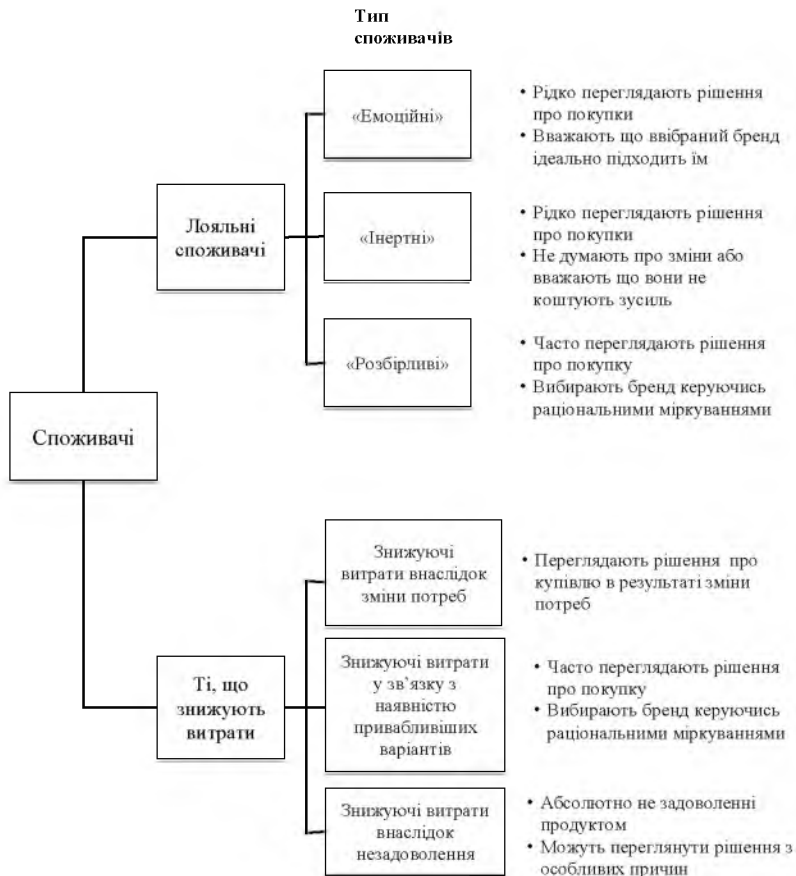 Тип
споживачів
«Емоційні»
• Рідко переглядають рішення
про покупки
• Вважають що ввібраний бренд
ідеально підходить їм
Лояльні
споживачі
«Інертні»
• Рідко переглядають рішення
про покупки
• Не думають про зміни або
вважають що вони не
коштують зусиль
«Розбірливі»
• Часто переглядають рішення
про покупку
• Вибирають бренд керуючись
раціональними міркуваннями
Споживачі
Знижуючі
витрати внаслідок
зміни потреб
• Переглядають рішення про
купівлю в результаті зміни
потреб
Ті, що
знижують
витрати
Знижуючі витрати
у зв’язку з
наявністю
привабливіших
варіантів
• Часто переглядають рішення
про покупку
• Вибирають бренд керуючись
раціональними міркуваннями
Знижуючі витрати
внаслідок
незадоволення
• Абсолютно не задоволенні
продуктом
• Можуть переглянути рішення з
особливих причин